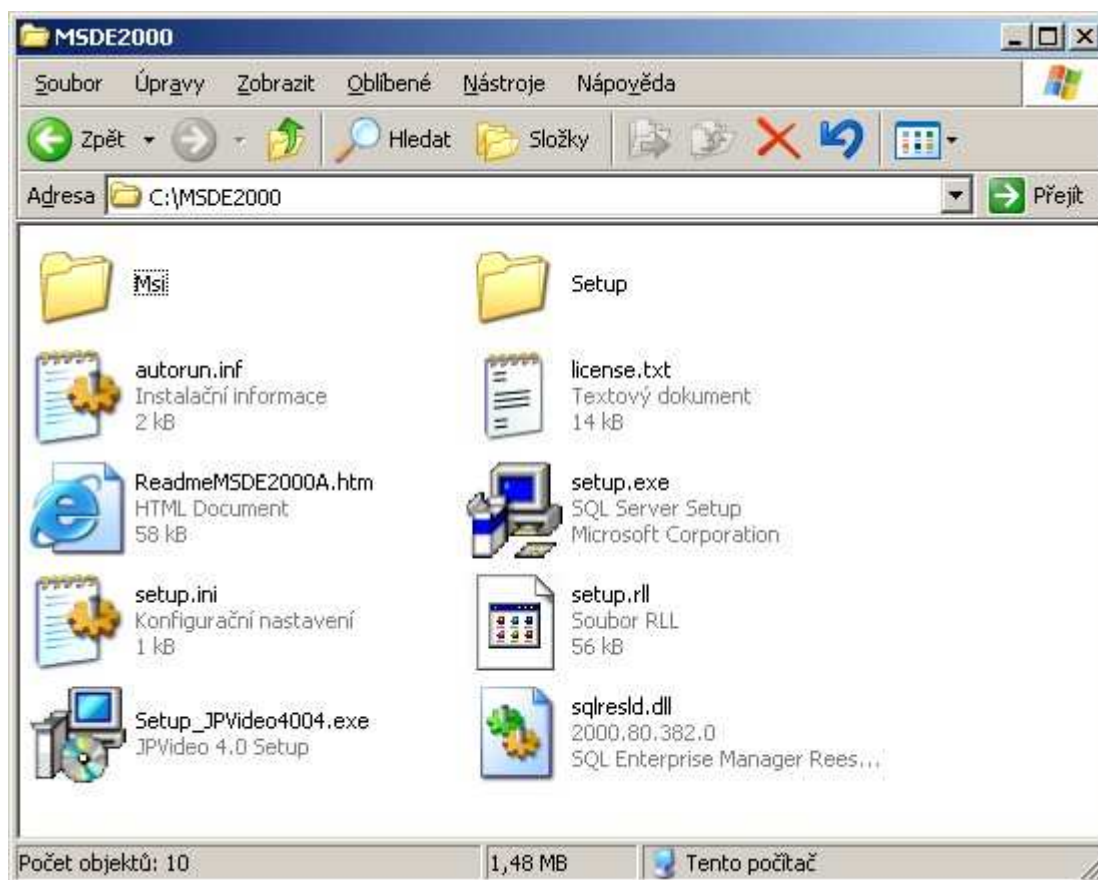 MSDE2000
Soubor Úpravy Zobrazit Oblíbené Nástroje Nápověda
Zpět Hledat Složky
Adresa C:\MSDE2000 Přejít
Msi
Setup
autorun.inf
Instalační informace
2 kB
license.txt
Textový dokument
14 kB
ReadmeMSDE2000A.htm
HTML Document
58 kB
setup.exe
SQL Server Setup
Microsoft Corporation
setup.ini
Konfigurační nastavení
1 kB
setup.rll
Soubor RLL
56 kB
Setup_JPVideo4004.exe
JPVideo 4.0 Setup
sqlresld.dll
2000.80.382.0
SQL Enterprise Manager Rees...
Počet objektů: 10 1,48 MB Tento počítač